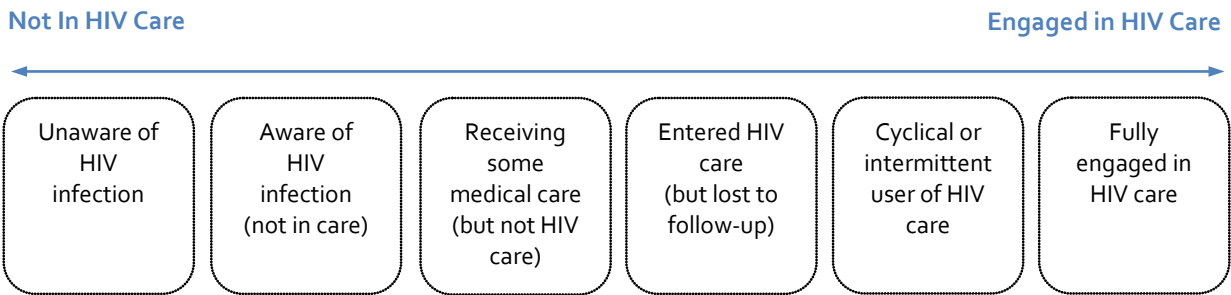 Not In HIV Care
Engaged in HIV Care
Unaware of
HIV
infection
Aware of
HIV
infection
(not in care)
Receiving
some
medical care
(but not HIV
care)
Entered HIV
care
(but lost to
follow-up)
Cyclical or
intermittent
user of HIV
care
Fully
engaged in
HIV care